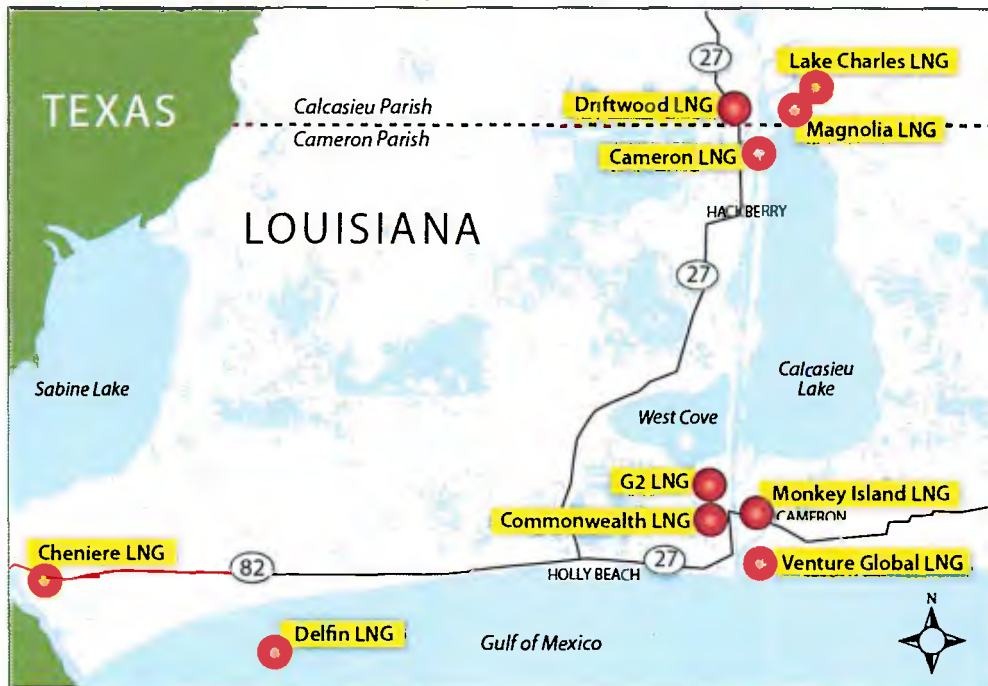 27
Lake Charles LNG
TEXAS
Calcasieu Parish
Driftwood LNG
Magnolia LNG
Cameron Parish
Cameron LNG
HACKBERRY
LOUISIANA
27
Sabine Lake
Calcasieu
Lake
West Cove
G2 LNG
Monkey Island LNG
Commonwealth LNG
CAMERON
Cheniere LNG
82
HOLLY BEACH
27
Venture Global LNG
Delfin LNG
Gulf of Mexico
N